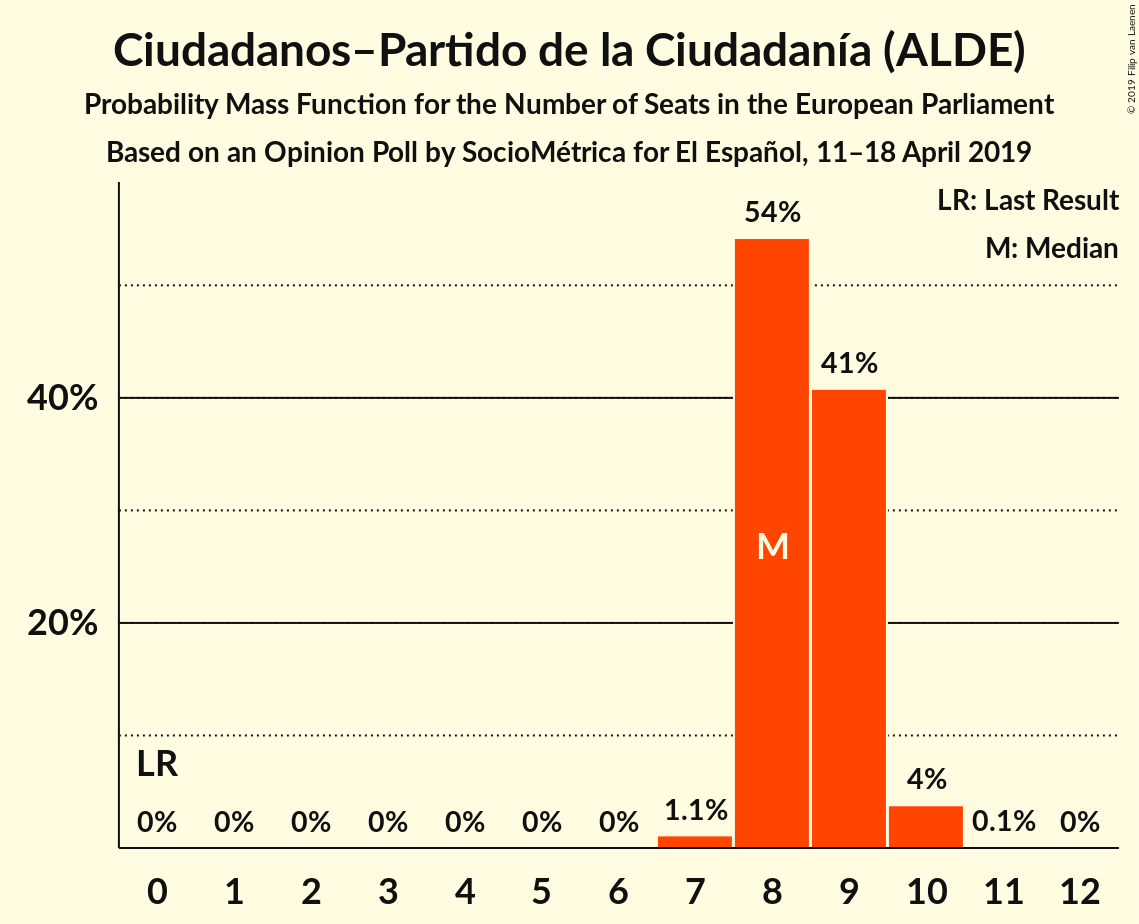 Ciudadanos–Partido de la Ciudadanía (ALDE)
Probability Mass Function for the Number of Seats in the European Parliament
Based on an Opinion Poll by SocioMétrica for El Español, 11–18 April 2019
© 2019 Filip van Laenen
LR: Last Result
M: Median
54%
41%
40%
M
20%
LR
0% 0% 0% 0% 0% 0% 0% 1.1% 4% 0.1% 0%
0 1 2 3 4 5 6 7 8 9 10 11 12